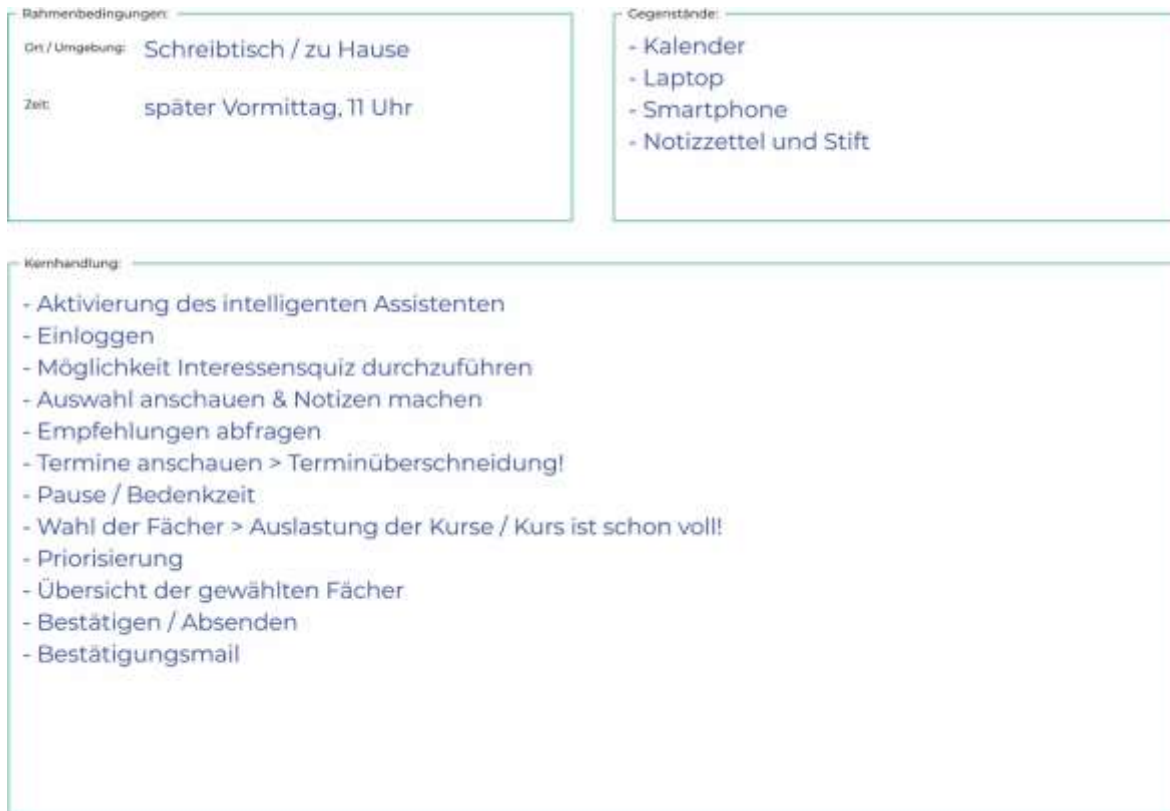 Rahmenbedingungen:
Ort / Umgebung: Schreibtisch / zu Hause
Zeit: später Vormittag, 11 Uhr
Gegenstände:
- Kalender
- Laptop
- Smartphone
- Notizzettel und Stift
Kernhandlung:
- Aktivierung des intelligenten Assistenten
- Einloggen
- Möglichkeit Interessensquiz durchzuführen
- Auswahl anschauen & Notizen machen
- Empfehlungen abfragen
- Termine anschauen > Terminüberschneidung!
- Pause / Bedenkzeit
- Wahl der Fächer > Auslastung der Kurse / Kurs ist schon voll!
- Priorisierung
- Übersicht der gewählten Fächer
- Bestätigen / Absenden
- Bestätigungsmail